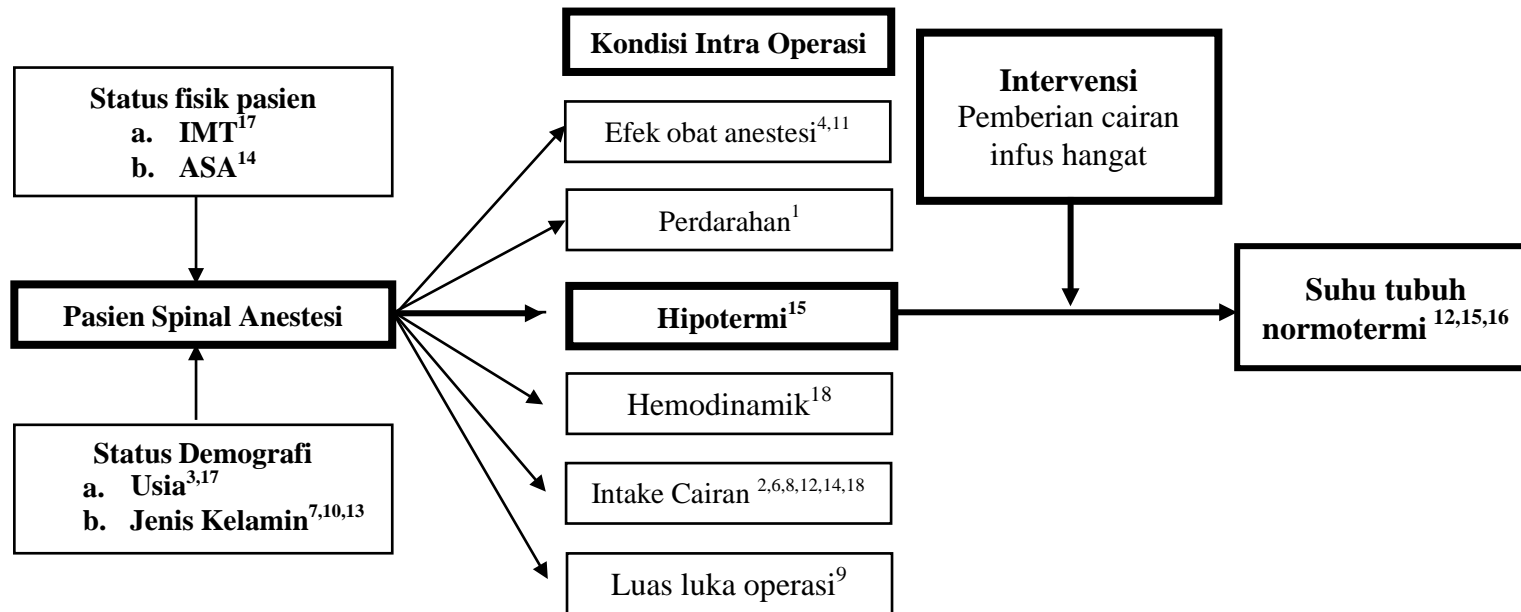 Status fisik pasien
a. IMT17
b. ASA14
Pasien Spinal Anestesi
Status Demografi
a. Usia3,17
b. Jenis Kelamin7,10,13
Kondisi Intra Operasi
Efek obat anestesi4,11
Perdarahan1
Hipotermi15
Hemodinamik18
Intake Cairan 2,6,8,12,14,18
Luas luka operasi9
Intervensi
Pemberian cairan
infus hangat
Suhu tubuh
normotermi 12,15,16